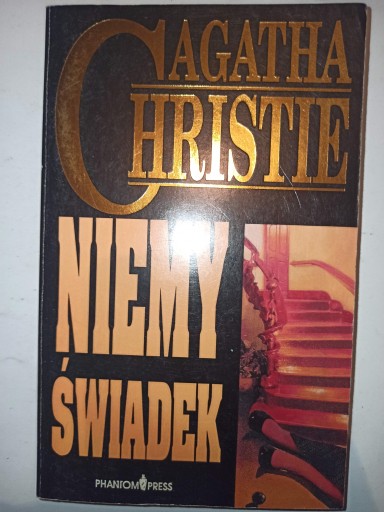 AGATHA
CHRISTIE
NIEMY
ŚWIADEK
PHANTOM PRESS